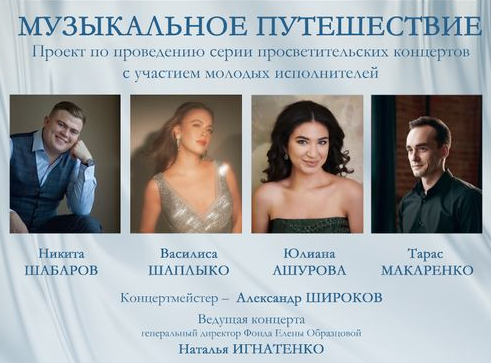 МУЗЫКАЛЬНОЕ ПУТЕШЕСТВИЕ
Проект по проведению серии просветительских концертов
с участием молодых исполнителей
Никита
ШАБАРОВ
Василиса
ШАПЛЫКО
Юлиана
АШУРОВА
Тарас
МАКАРЕНКО
Концертмейстер – Александр ШИРОКОВ
Ведущая концерта
генеральный директор Фонда Елены Образцовой
Наталья ИГНАТЕНКО